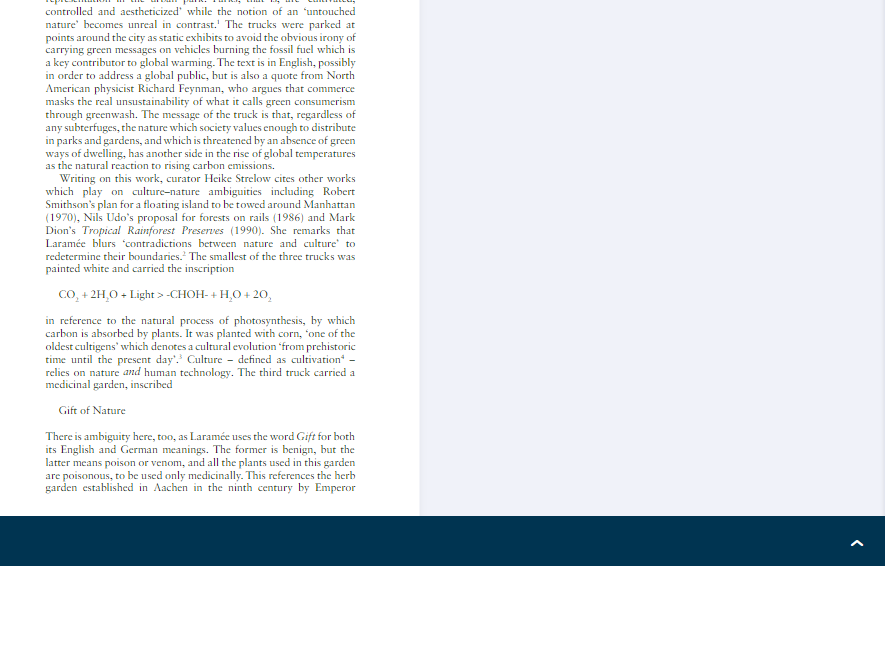 representation in the urban park. Parks, that is, are 'cultivated,
controlled and aestheticized' while the notion of an 'untouched
nature' becomes unreal in contrast.¹ The trucks were parked at
points around the city as static exhibits to avoid the obvious irony of
carrying green messages on vehicles burning the fossil fuel which is
a key contributor to global warming. The text is in English, possibly
in order to address a global public, but is also a quote from North
American physicist Richard Feynman, who argues that commerce
masks the real unsustainability of what it calls green consumerism
through greenwash. The message of the truck is that, regardless of
any subterfuges, the nature which society values enough to distribute
in parks and gardens, and which is threatened by an absence of green
ways of dwelling, has another side in the rise of global temperatures
as the natural reaction to rising carbon emissions.
Writing on this work, curator Heike Strelow cites other works
which play on culture–nature ambiguities including Robert
Smithson's plan for a floating island to be towed around Manhattan
(1970), Nils Udo's proposal for forests on rails (1986) and Mark
Dion's Tropical Rainforest Preserves (1990). She remarks that
Laramée blurs 'contradictions between nature and culture' to
redetermine their boundaries.² The smallest of the three trucks was
painted white and carried the inscription
CO₂ + 2H₂O + Light > -CHOH- + H₂O + 2O₂
in reference to the natural process of photosynthesis, by which
carbon is absorbed by plants. It was planted with corn, 'one of the
oldest cultigens' which denotes a cultural evolution 'from prehistoric
time until the present day'.³ Culture – defined as cultivation⁴ –
relies on nature and human technology. The third truck carried a
medicinal garden, inscribed
Gift of Nature
There is ambiguity here, too, as Laramée uses the word Gift for both
its English and German meanings. The former is benign, but the
latter means poison or venom, and all the plants used in this garden
are poisonous, to be used only medicinally. This references the herb
garden established in Aachen in the ninth century by Emperor